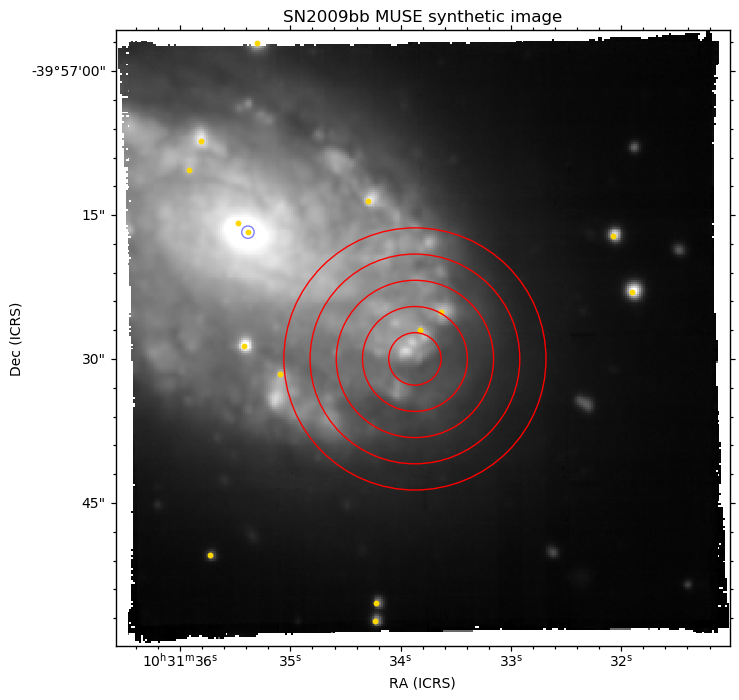 SN2009bb MUSE synthetic image
-39°57'00"
15"
30"
45"
Dec (ICRS)
10h31m36s 35s 34s 33s 32s
RA (ICRS)